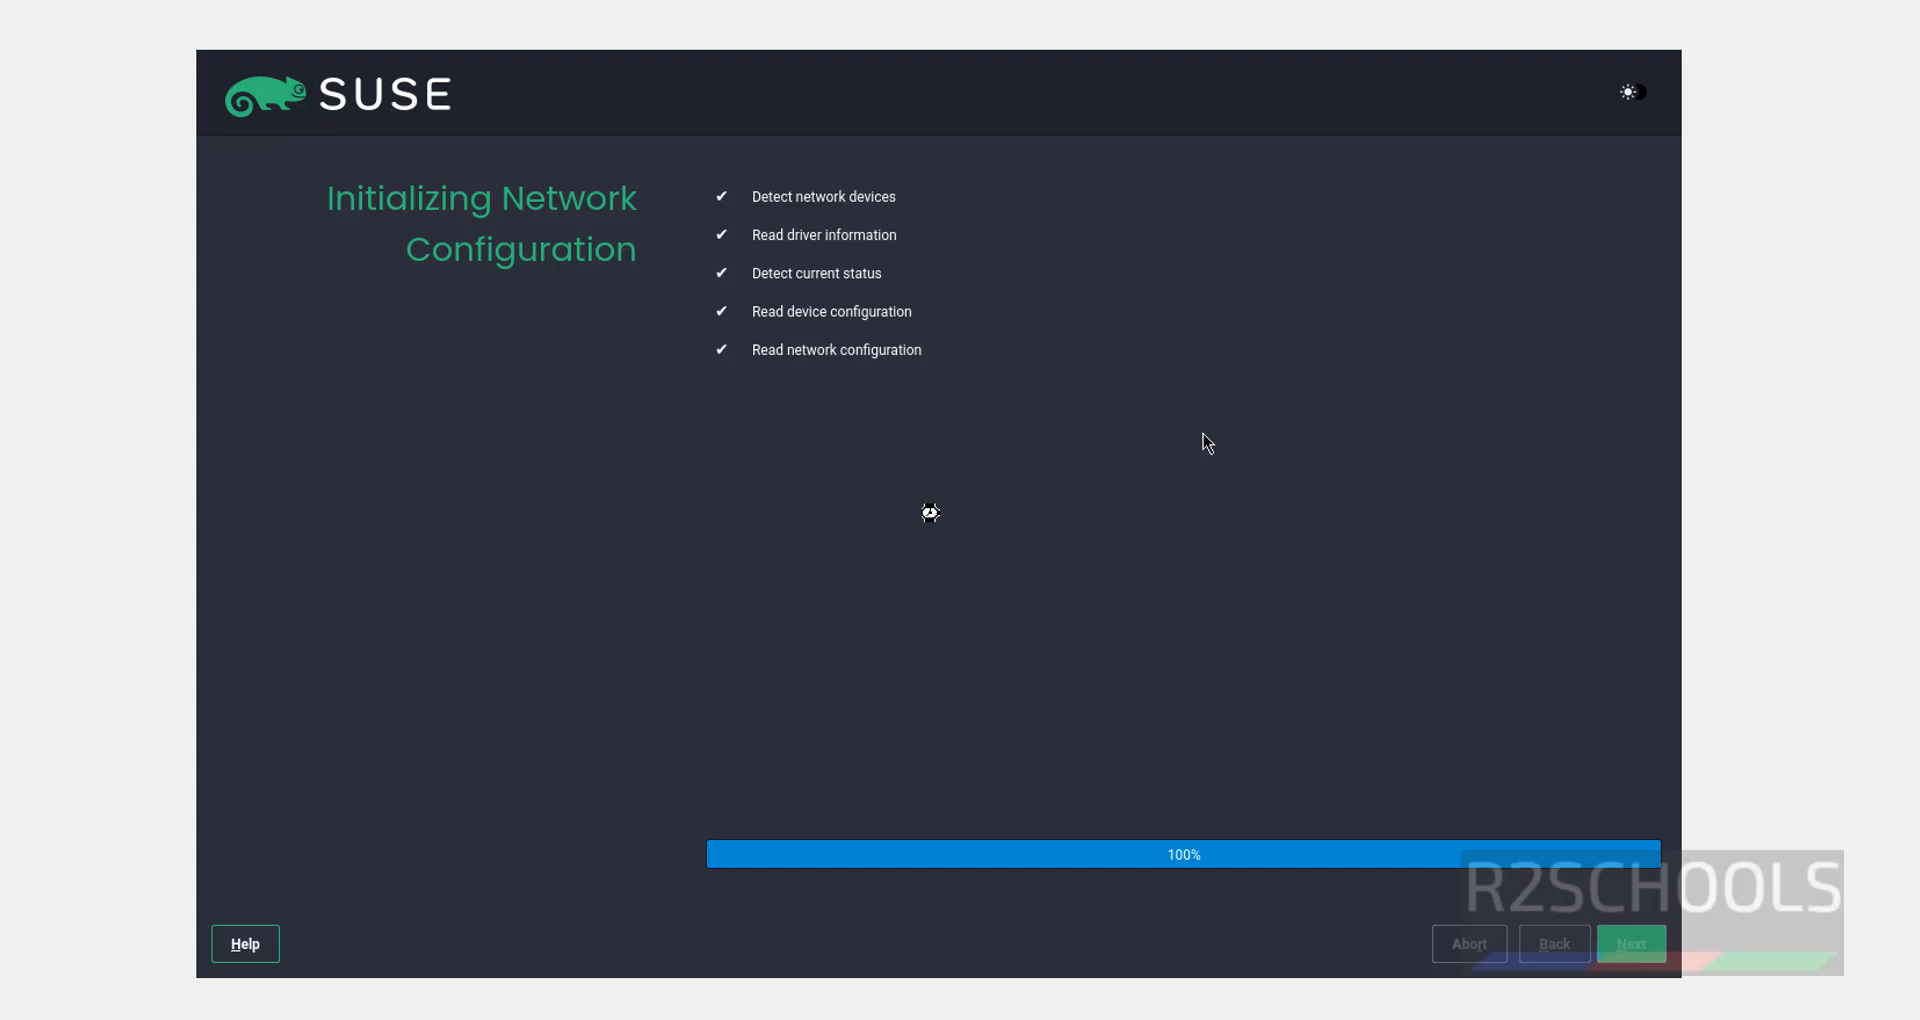 SUSE
Initializing Network
Configuration
✔ Detect network devices
✔ Read driver information
✔ Detect current status
✔ Read device configuration
✔ Read network configuration
100%
R2SCHOOLS
Help
Abort
Back
Next